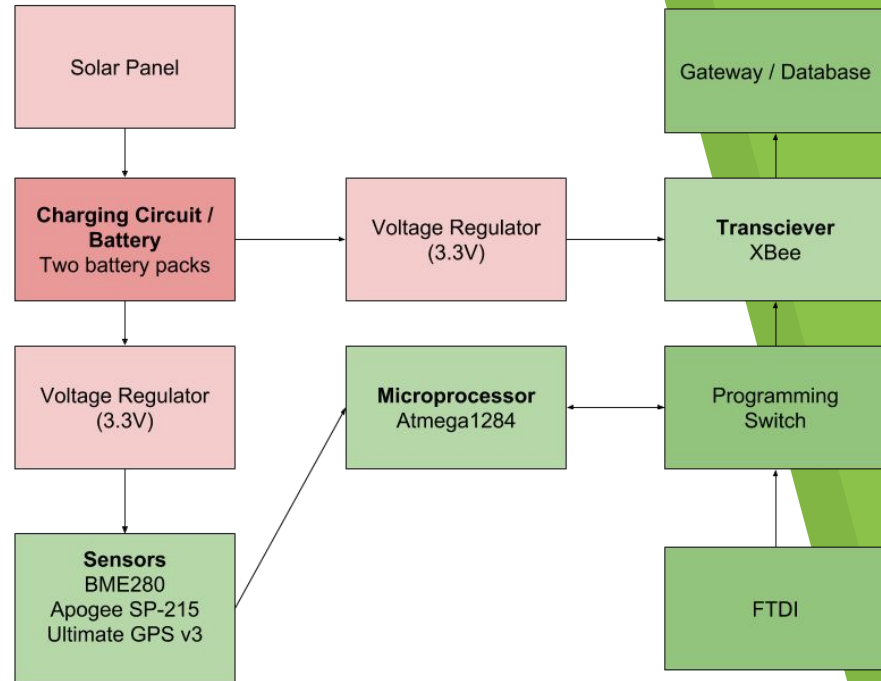 Solar Panel
Gateway / Database
Charging Circuit /
Battery
Two battery packs
Voltage Regulator
(3.3V)
Transciever
XBee
Voltage Regulator
(3.3V)
Microprocessor
Atmega1284
Programming
Switch
Sensors
BME280
Apogee SP-215
Ultimate GPS v3
FTDI